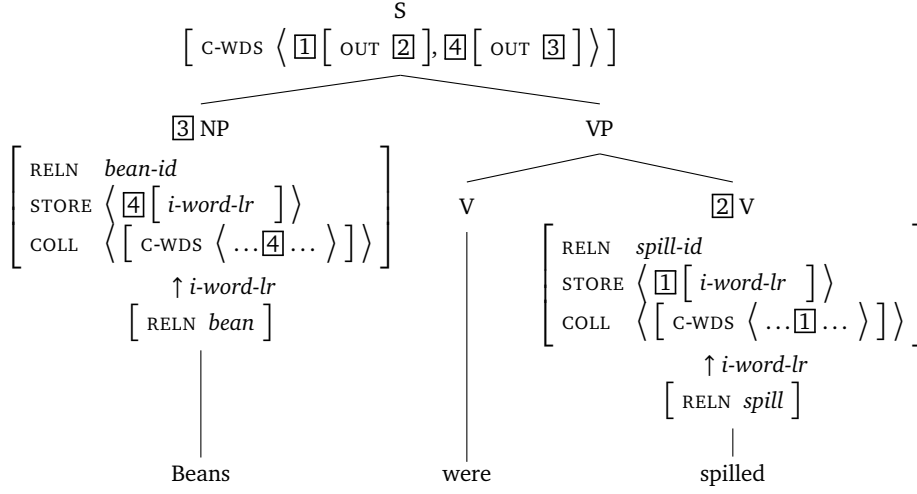 S
[ C-WDS ⟨ 1 [ OUT 2 ], 4 [ OUT 3 ] ⟩ ]
3 NP VP
RELN bean-id
STORE ⟨ 4 [ i-word-lr ] ⟩
COLL ⟨ [ C-WDS ⟨ …4… ⟩ ] ⟩
↑ i-word-lr
[ RELN bean ]
V 2 V
RELN spill-id
STORE ⟨ 1 [ i-word-lr ] ⟩
COLL ⟨ [ C-WDS ⟨ …1… ⟩ ] ⟩
↑ i-word-lr
[ RELN spill ]
Beans were spilled